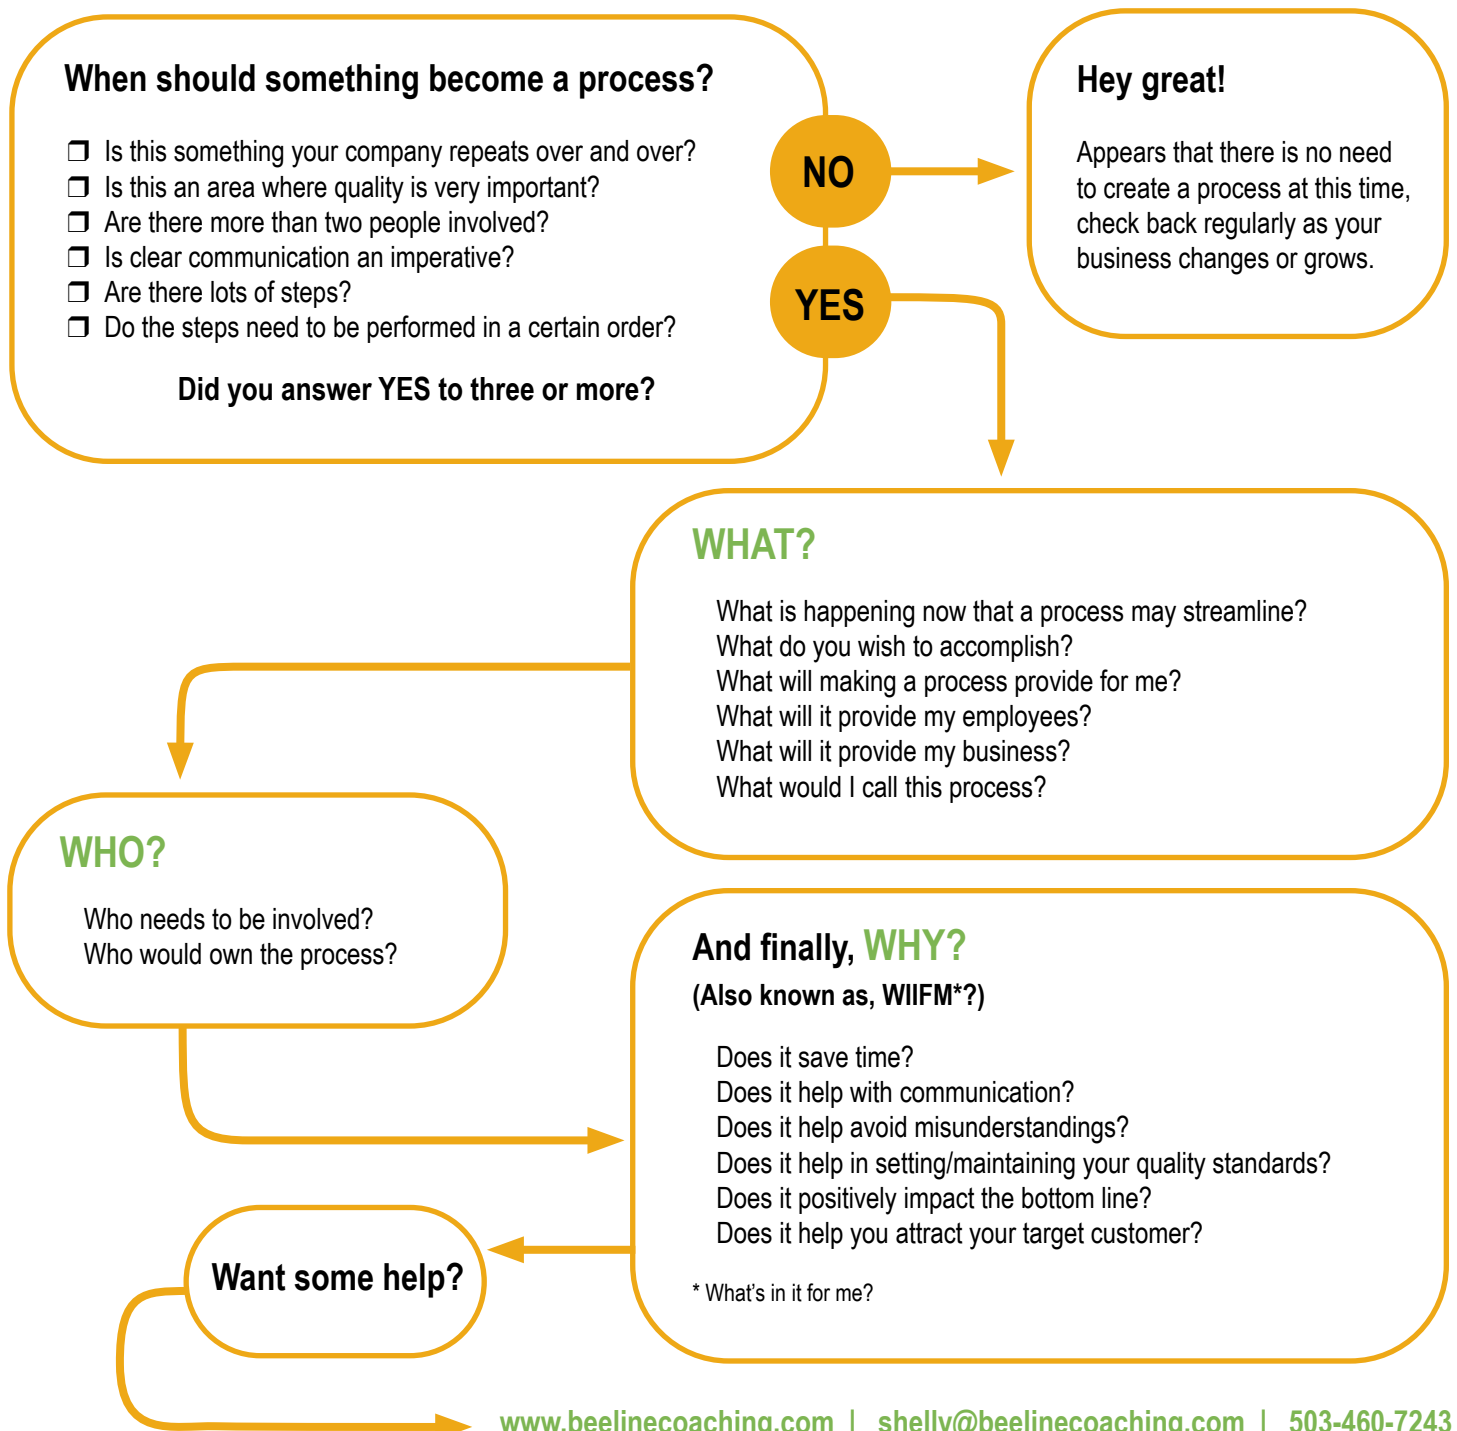 When should something become a process?
❐ Is this something your company repeats over and over?
❐ Is this an area where quality is very important?
❐ Are there more than two people involved?
❐ Is clear communication an imperative?
❐ Are there lots of steps?
❐ Do the steps need to be performed in a certain order?
Did you answer YES to three or more?
NO
YES
Hey great!
Appears that there is no need
to create a process at this time,
check back regularly as your
business changes or grows.
WHAT?
What is happening now that a process may streamline?
What do you wish to accomplish?
What will making a process provide for me?
What will it provide my employees?
What will it provide my business?
What would I call this process?
WHO?
Who needs to be involved?
Who would own the process?
And finally, WHY?
(Also known as, WIIFM*?)
Does it save time?
Does it help with communication?
Does it help avoid misunderstandings?
Does it help in setting/maintaining your quality standards?
Does it positively impact the bottom line?
Does it help you attract your target customer?
* What's in it for me?
Want some help?
www.beelinecoaching.com | shelly@beelinecoaching.com | 503-460-7243